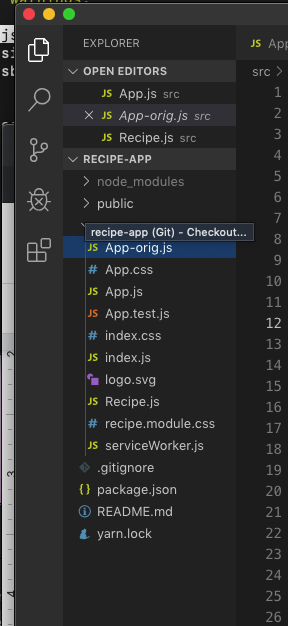 EXPLORER
OPEN EDITORS
JS App.js src
JS App-orig.js src
JS Recipe.js src
RECIPE-APP
node_modules
public
recipe-app (Git) - Checkout...
JS App-orig.js
# App.css
JS App.js
JS App.test.js
# index.css
JS index.js
logo.svg
JS Recipe.js
# recipe.module.css
JS serviceWorker.js
.gitignore
{} package.json
README.md
yarn.lock
JS App
src >
1
2
3
4
5
6
7
8
9
10
11
12
13
14
15
16
17
18
19
20
21
22
23
24
25
26